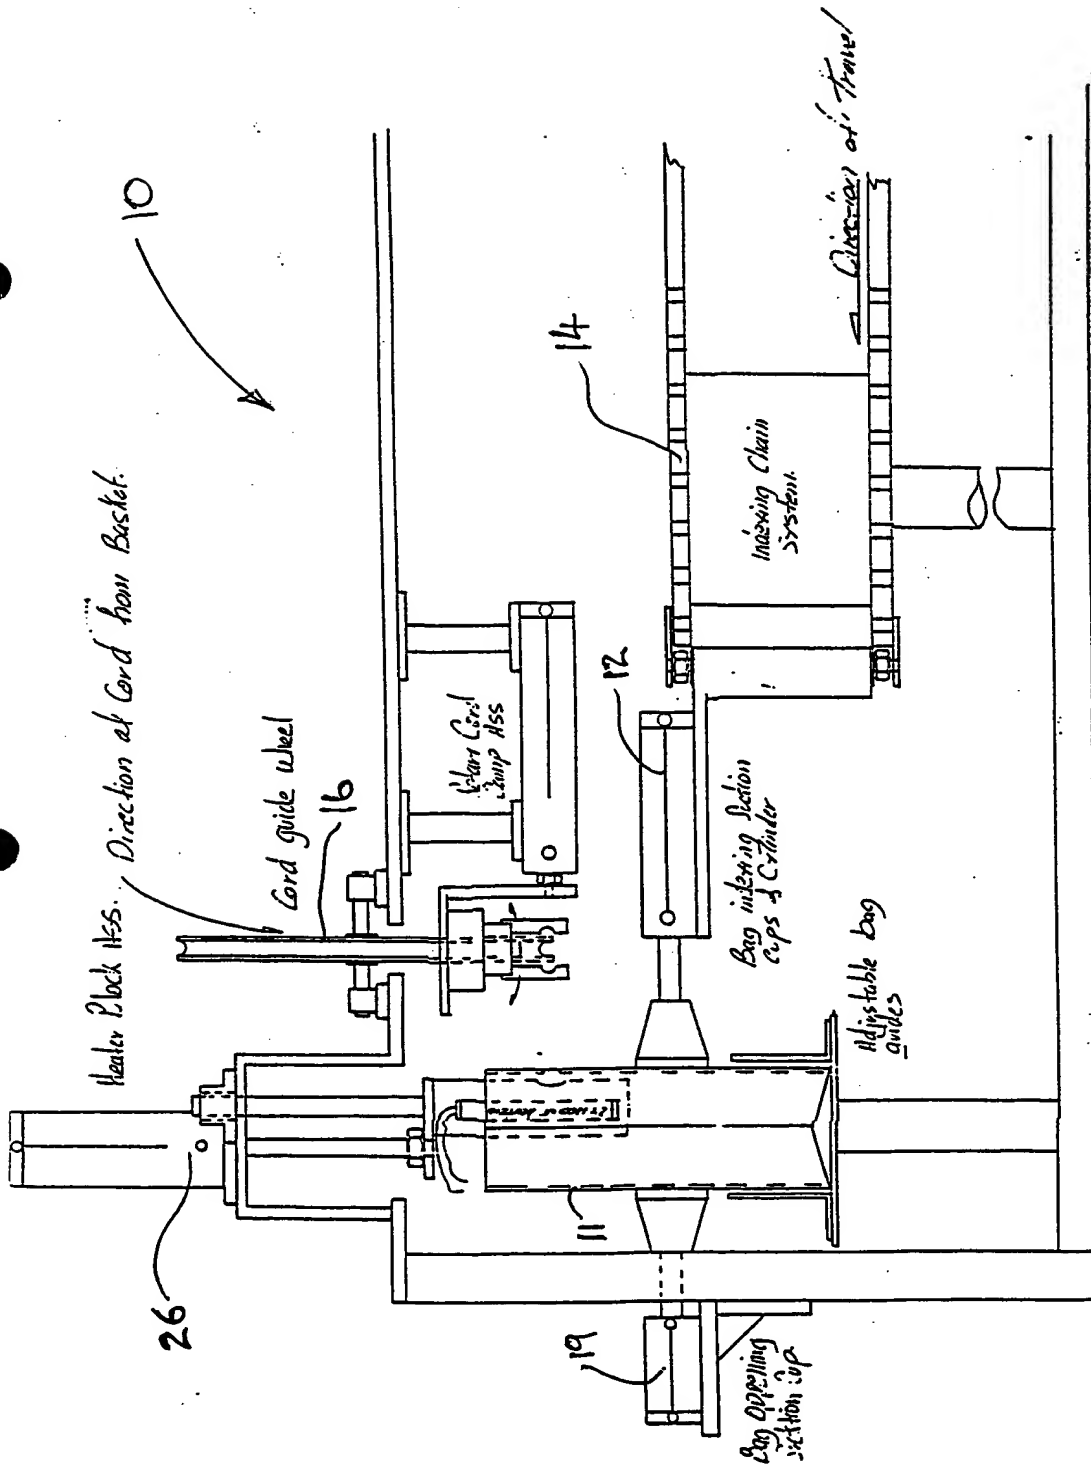 10
Heater Block Ass.
Direction of Cord from Basket.
Cord guide wheel
16
26
Cord
Clamp Ass
14
Indexing Chain
System.
Direction of Travel
12
Bag indexing Suction
Cups & Cylinder
11
Adjustable bag
guides
19
Bag Oppening
Suction Cup